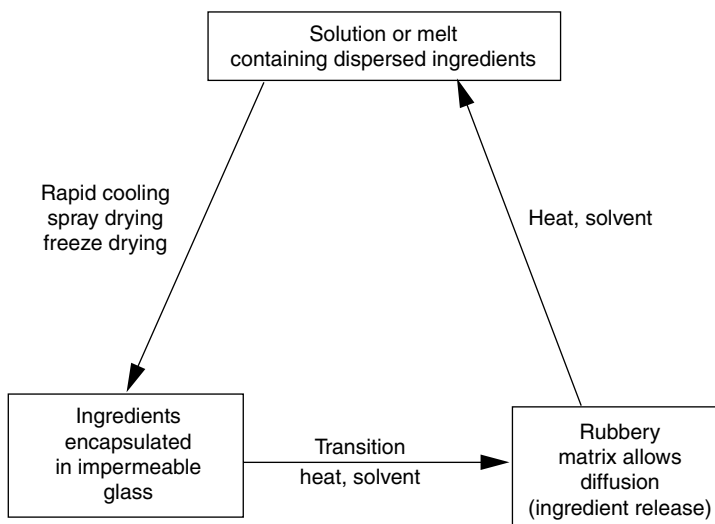 Solution or melt
containing dispersed ingredients
Rapid cooling
spray drying
freeze drying
Heat, solvent
Ingredients
encapsulated
in impermeable
glass
Transition
heat, solvent
Rubbery
matrix allows
diffusion
(ingredient release)